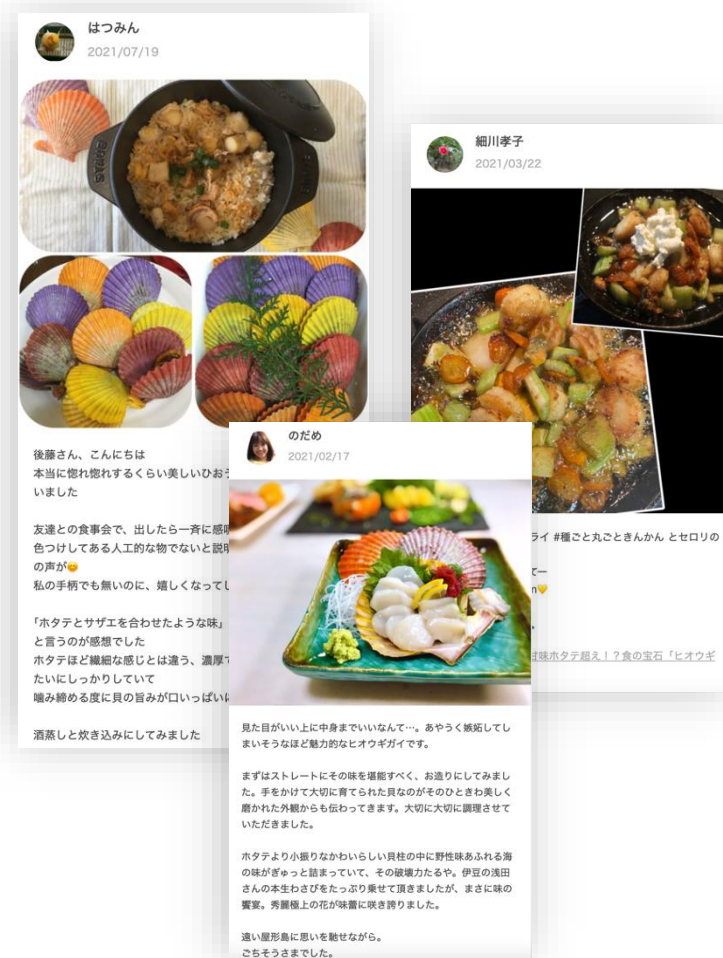 はつみん
2021/07/19
後藤さん、こんにちは
本当に惚れ惚れするくらい美しいひおう
いました
友達との食事会で、出したら一斉に感
色つけしてある人工的な物でないと説
の声が😊
私の手柄でも無いのに、嬉しくなってし
「ホタテとサザエを合わせたような味」
と言うのが感想でした
ホタテほど繊細な感じとは違う、濃厚
たいにしっかりしていて
噛み締める度に貝の旨みが口いっぱい
酒蒸しと炊き込みにしてみました
細川孝子
2021/03/22
ライ #種ごと丸ごときんかん とセロリの
甘味ホタテ超え！？食の宝石「ヒオウギ
のだめ
2021/02/17
見た目がいい上に中身までいいなんて…。あやうく嫉妬してし
まいそうなほど魅力的なヒオウギガイです。
まずはストレートにその味を堪能すべく、お造りにしてみまし
た。手をかけて大切に育てられた貝なのがそのひときわ美しく
磨かれた外観からも伝わってきます。大切に大切に調理させて
いただきました。
ホタテより小振りなかわいらしい貝柱の中に野性味あふれる海
の味がぎゅっと詰まっていて、その破壊力たるや。伊豆の浅田
さんの本生わさびをたっぷり乗せて頂きましたが、まさに味の
饗宴。秀麗極上の花が味蕾に咲き誇りました。
遠い屋形島に思いを馳せながら。
ごちそうさまでした。